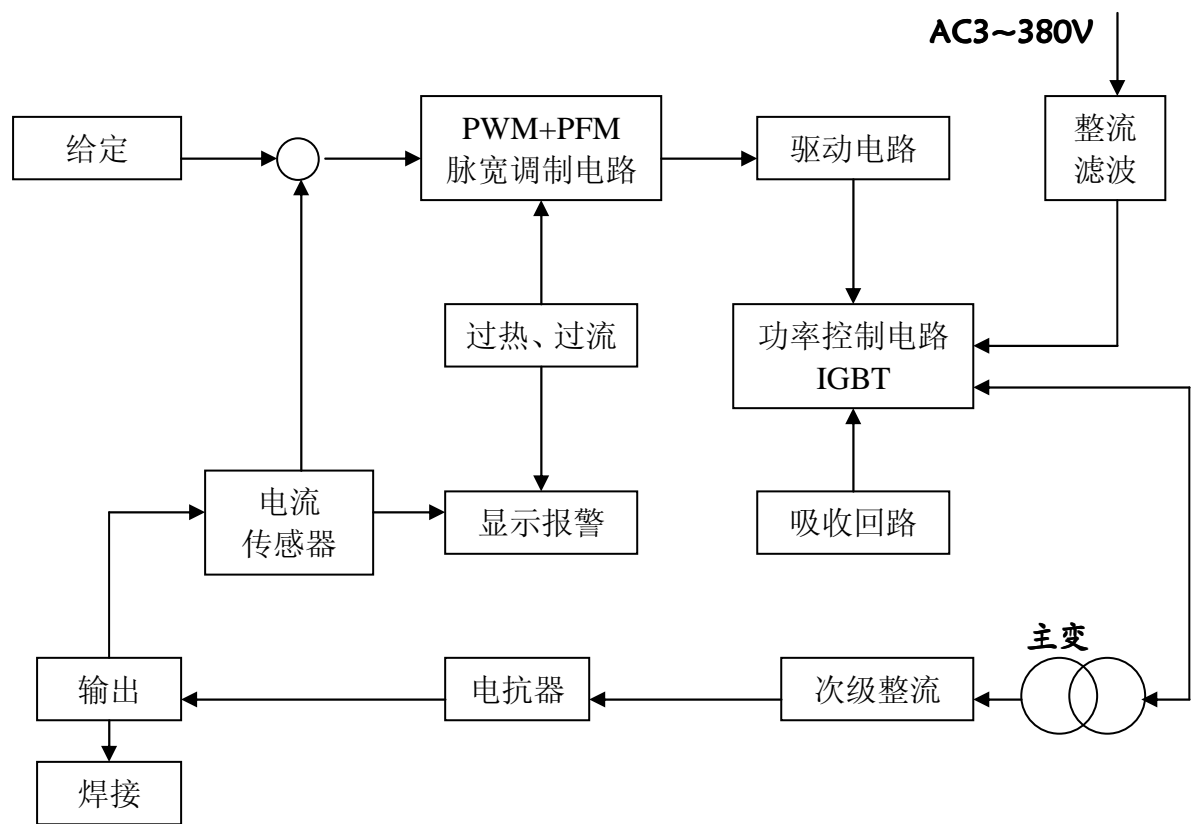 AC3~380V
给定
PWM+PFM
脉宽调制电路
驱动电路
整流
滤波
过热、过流
功率控制电路
IGBT
电流
传感器
显示报警
吸收回路
主变
输出
电抗器
次级整流
焊接